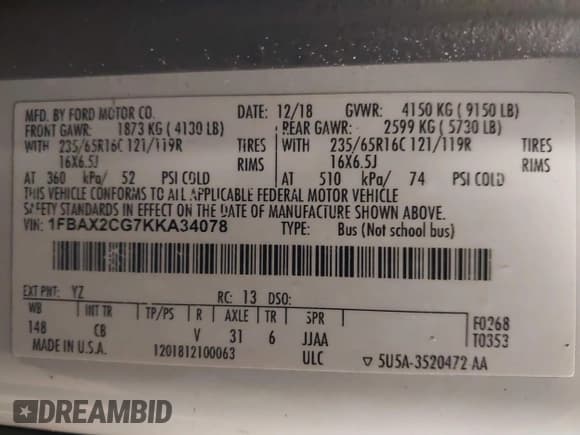 MFD. BY FORD MOTOR CO. DATE: 12/18 GVWR: 4150 KG ( 9150 LB)
FRONT GAWR: 1873 KG ( 4130 LB) REAR GAWR: 2599 KG ( 5730 LB)
WITH 235/65R16C 121/119R TIRES WITH 235/65R16C 121/119R TIRES
16X6.5J RIMS 16X6.5J RIMS
AT 360 kPa/ 52 PSI COLD AT 510 kPa/ 74 PSI COLD
THIS VEHICLE CONFORMS TO ALL APPLICABLE FEDERAL MOTOR VEHICLE
SAFETY STANDARDS IN EFFECT ON THE DATE OF MANUFACTURE SHOWN ABOVE.
VIN: 1FBAX2CG7KKA34078 TYPE: Bus (Not school bus)
EXT PNT: YZ RC: 13 DSO:
WB INT TR TP/PS R AXLE TR SPR F0268
148 CB V 31 6 JJAA T0353
MADE IN U.S.A. 1201812100063 ULC ▽ 5U5A-3520472 AA
DREAMBID